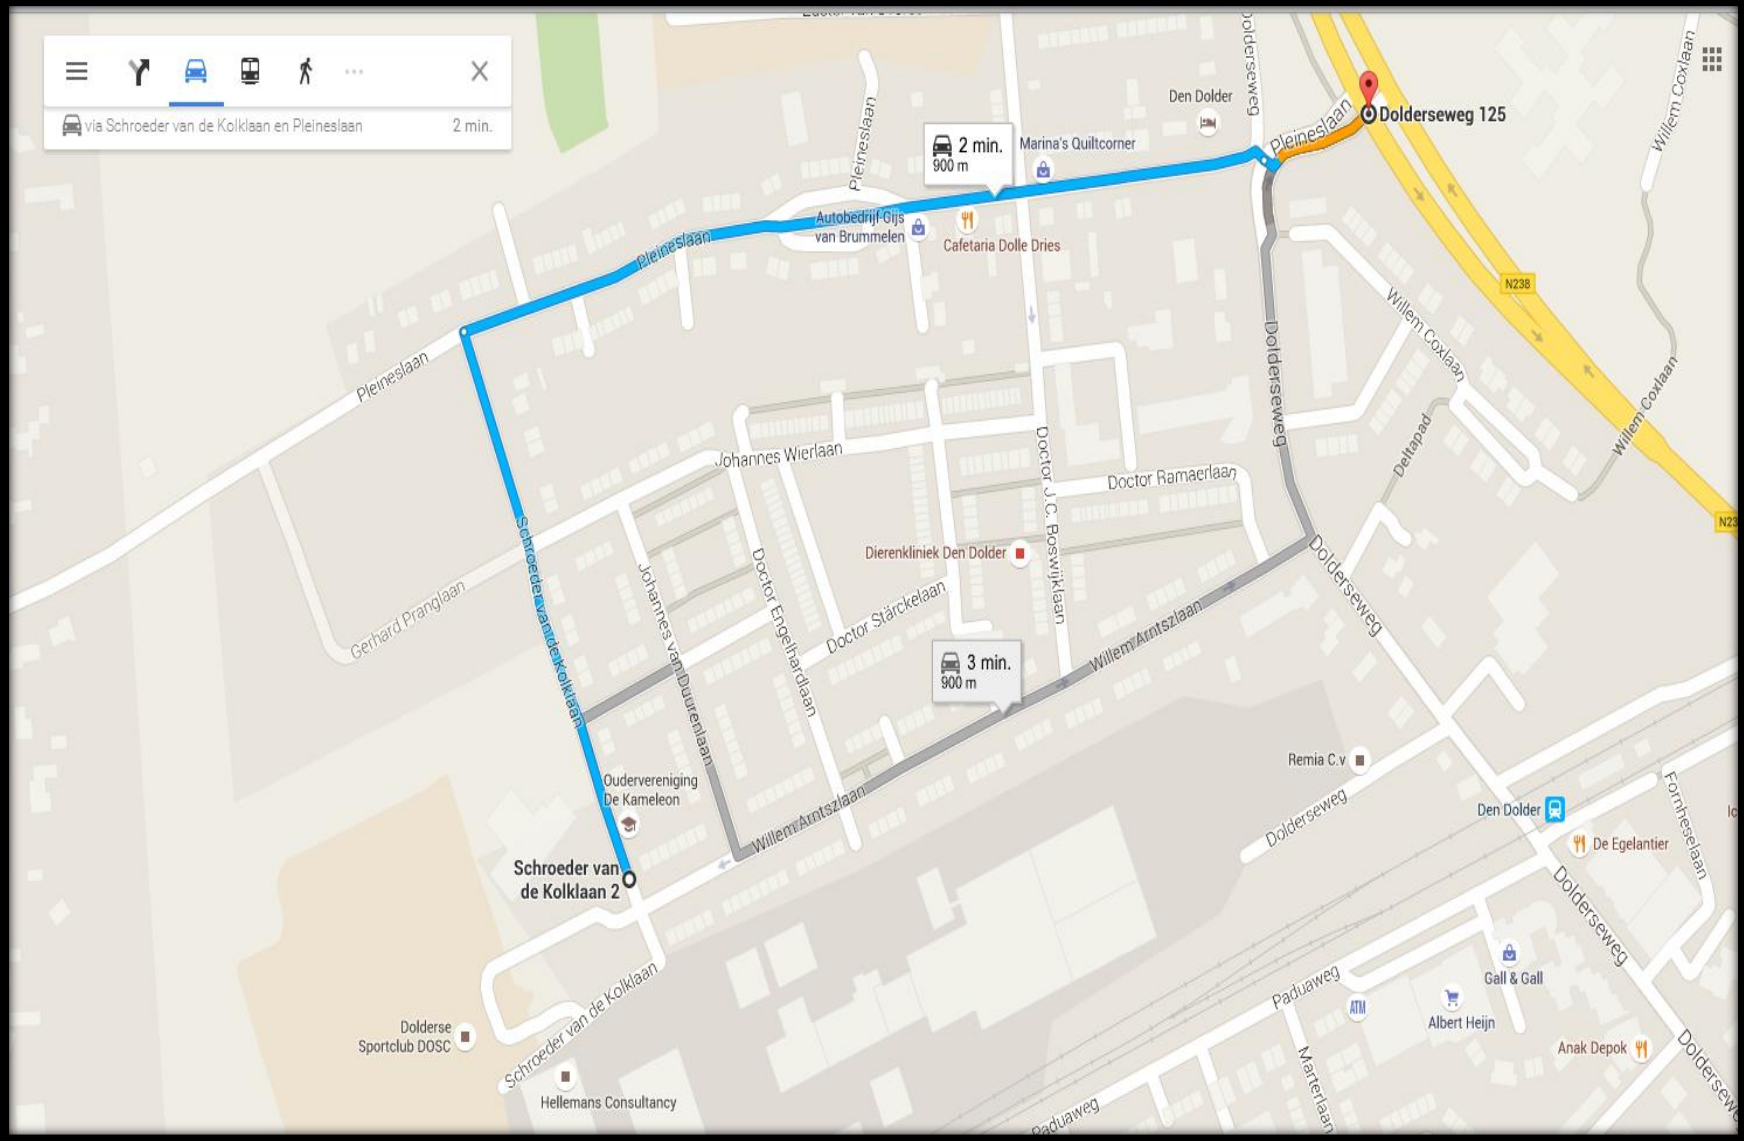 via Schroeder van de Kolklaan en Pleineslaan
2 min.
Dolderseweg
Willem Coxlaan
Willem Coxlaan
Den Dolder
Pleineslaan
Dolderseweg 125
2 min.
900 m
Marina's Quiltcorner
Pleineslaan
Autobedrijf Gijs
van Brummelen
Cafetaria Dolle Dries
Pleineslaan
N238
Willem Coxlaan
Pleineslaan
Dolderseweg
Willem Coxlaan
Deltapad
Johannes Wierlaan
Doctor Ramaerlaan
Doctor J.C. Boswijklaan
N23
Schroeder van de Kolklaan
Dierenkliniek Den Dolder
Dolderseweg
Gerhard Pranglaan
Johannes van Duurenlaan
Doctor Engelhardlaan
Doctor Stärckelaan
Willem Arntszlaan
3 min.
900 m
Remia C.v
Oudervereniging
De Kameleon
Willem Arntszlaan
Dolderseweg
Den Dolder
De Egelantier
Fornheselaan
Schroeder van
de Kolklaan 2
Dolderseweg
Gall & Gall
Paduaweg
ATM
Albert Heijn
Schroeder van de Kolklaan
Dolderse
Sportclub DOSC
Anak Depok
Dolderseweg
Marterlaan
Hellemans Consultancy
Paduaweg